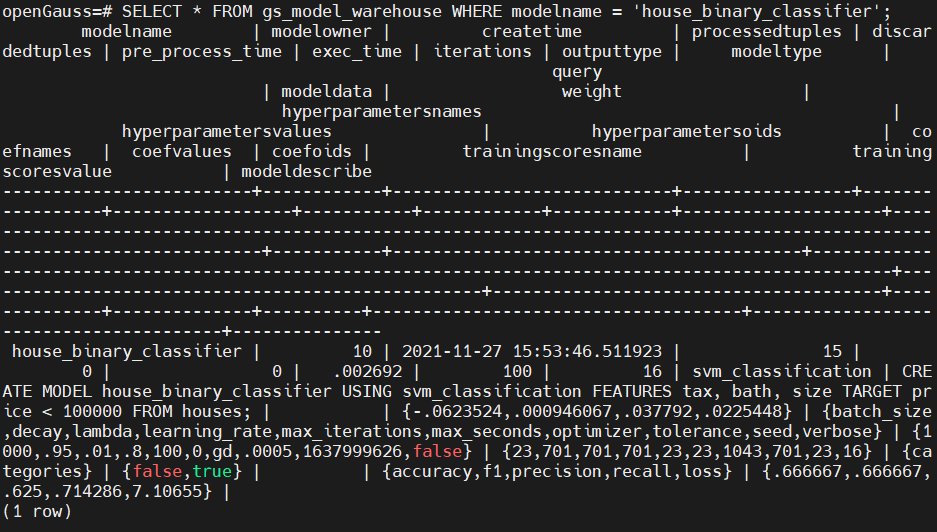 openGauss=# SELECT * FROM gs_model_warehouse WHERE modelname = 'house_binary_classifier';
        modelname        | modelowner |         createtime         | processedtuples | discar
dedtuples | pre_process_time | exec_time | iterations | outputtype |     modeltype      |
                                                       query
                          | modeldata |                 weight                  |
                            hyperparametersnames                                         |
            hyperparametersvalues               |          hyperparametersoids          |  co
efnames   |  coefvalues  | coefoids |         trainingscoresname          |          training
scoresvalue           | modeldescribe
-------------------------+------------+----------------------------+-----------------+-------
----------+------------------+-----------+------------+------------+--------------------+----
---------------------------------------------------------------------------------------------
--------------------------+-----------+-----------------------------------------+------------
-----------------------------------------------------------------------------------------+---
------------------------------------------------+---------------------------------------+----
----------+--------------+----------+-------------------------------------+------------------
----------------------+---------------
 house_binary_classifier |         10 | 2021-11-27 15:53:46.511923 |              15 |
        0 |                0 |  .002692 |        100 |         16 | svm_classification | CRE
ATE MODEL house_binary_classifier USING svm_classification FEATURES tax, bath, size TARGET pr
ice < 100000 FROM houses; |           | {-.0623524,.000946067,.037792,.0225448} | {batch_size
,decay,lambda,learning_rate,max_iterations,max_seconds,optimizer,tolerance,seed,verbose} | {1
000,.95,.01,.8,100,0,gd,.0005,1637999626,false} | {23,701,701,701,23,23,1043,701,23,16} | {ca
tegories} | {false,true} |          | {accuracy,f1,precision,recall,loss} | {.666667,.666667,
.625,.714286,7.10655} |
(1 row)